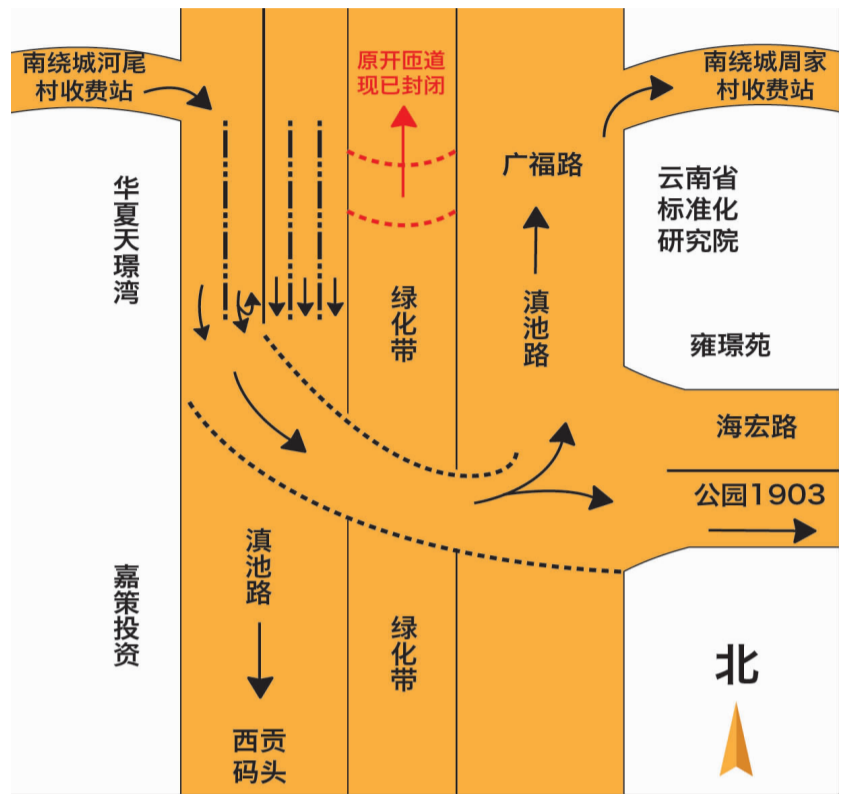 南绕城河尾
村收费站
原开匝道
现已封闭
南绕城周家
村收费站
广福路
云南省
标准化
研究院
华夏天璟湾
绿化带
滇池路
雍璟苑
海宏路
公园1903
滇池路
嘉策投资
绿化带
北
西贡
码头